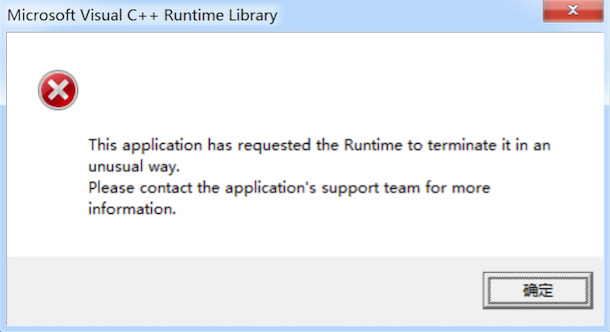 Microsoft Visual C++ Runtime Library
This application has requested the Runtime to terminate it in an
unusual way.
Please contact the application's support team for more
information.
确定